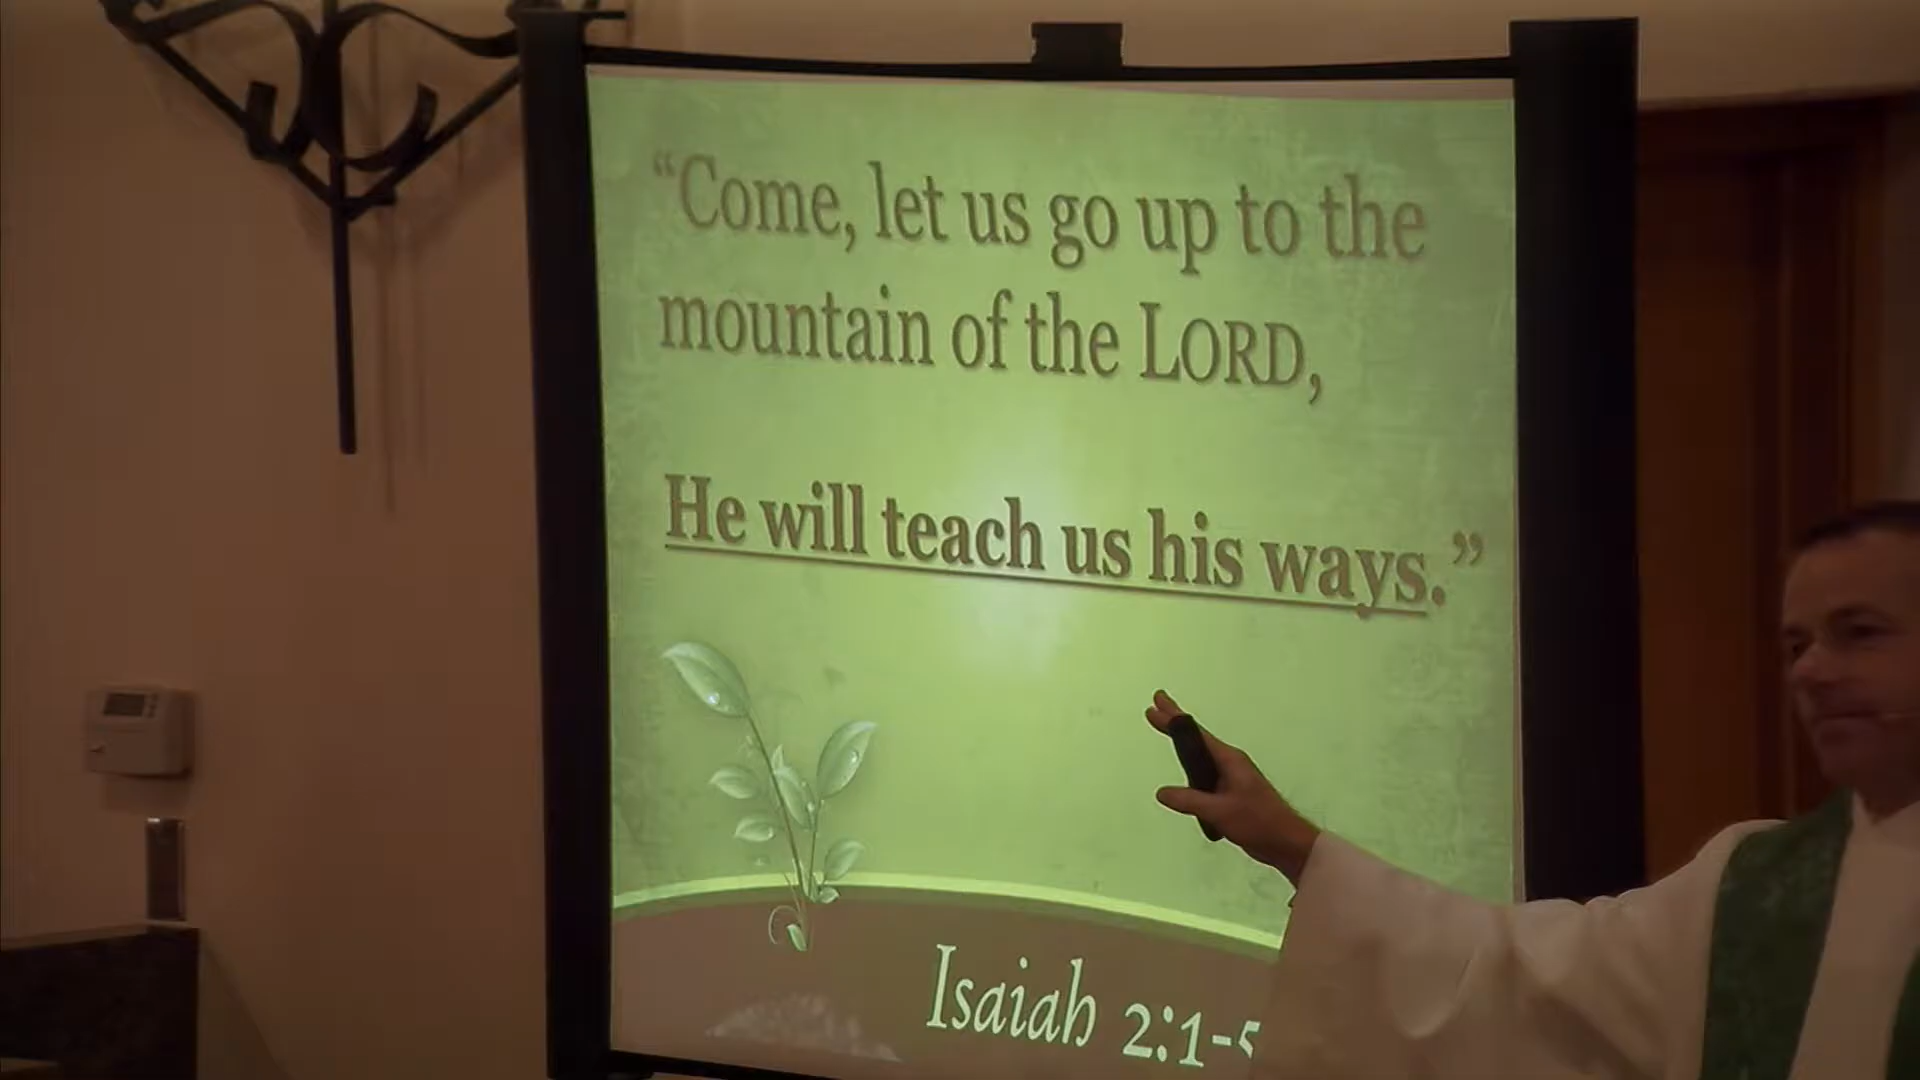 “Come, let us go up to the
mountain of the LORD,
He will teach us his ways.”
Isaiah 2:1-5